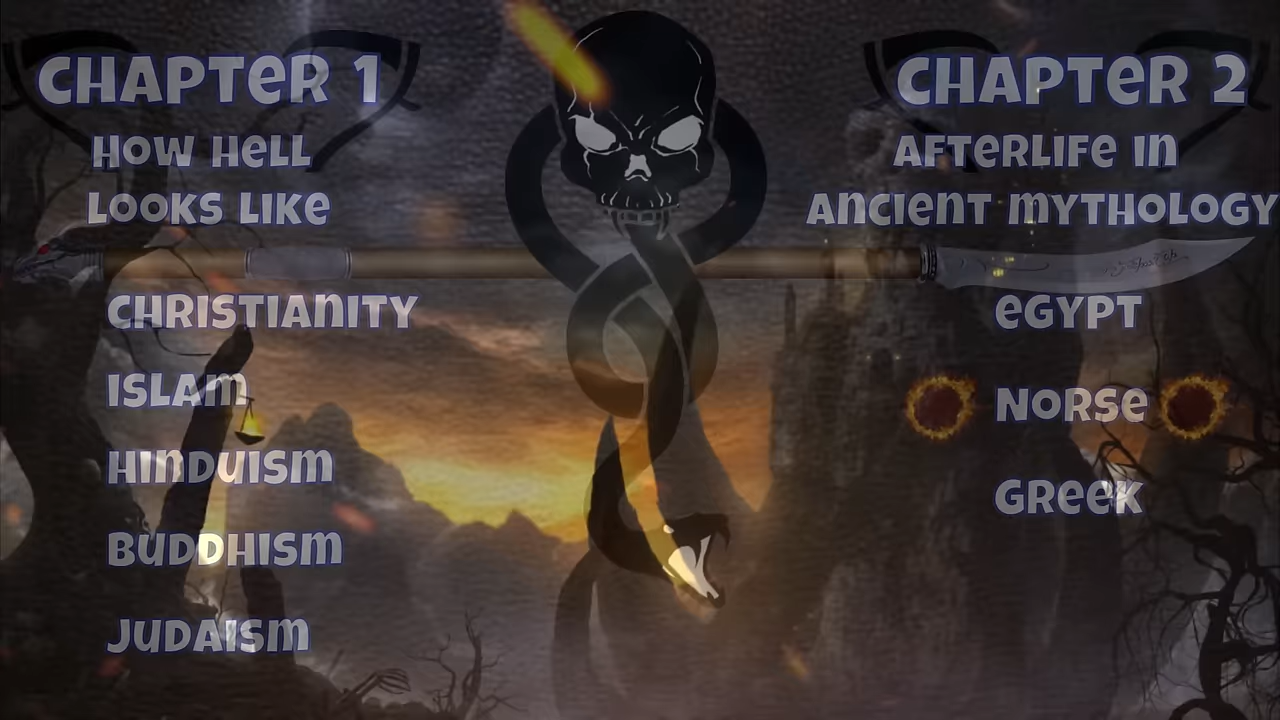 CHAPTER 1
HOW HELL
LOOKS LIKE
CHRISTIANITY
ISLAM
HINDUISM
BUDDHISM
JUDAISM
CHAPTER 2
AFTERLIFE IN
ANCIENT MYTHOLOGY
EGYPT
NORSE
GREEK